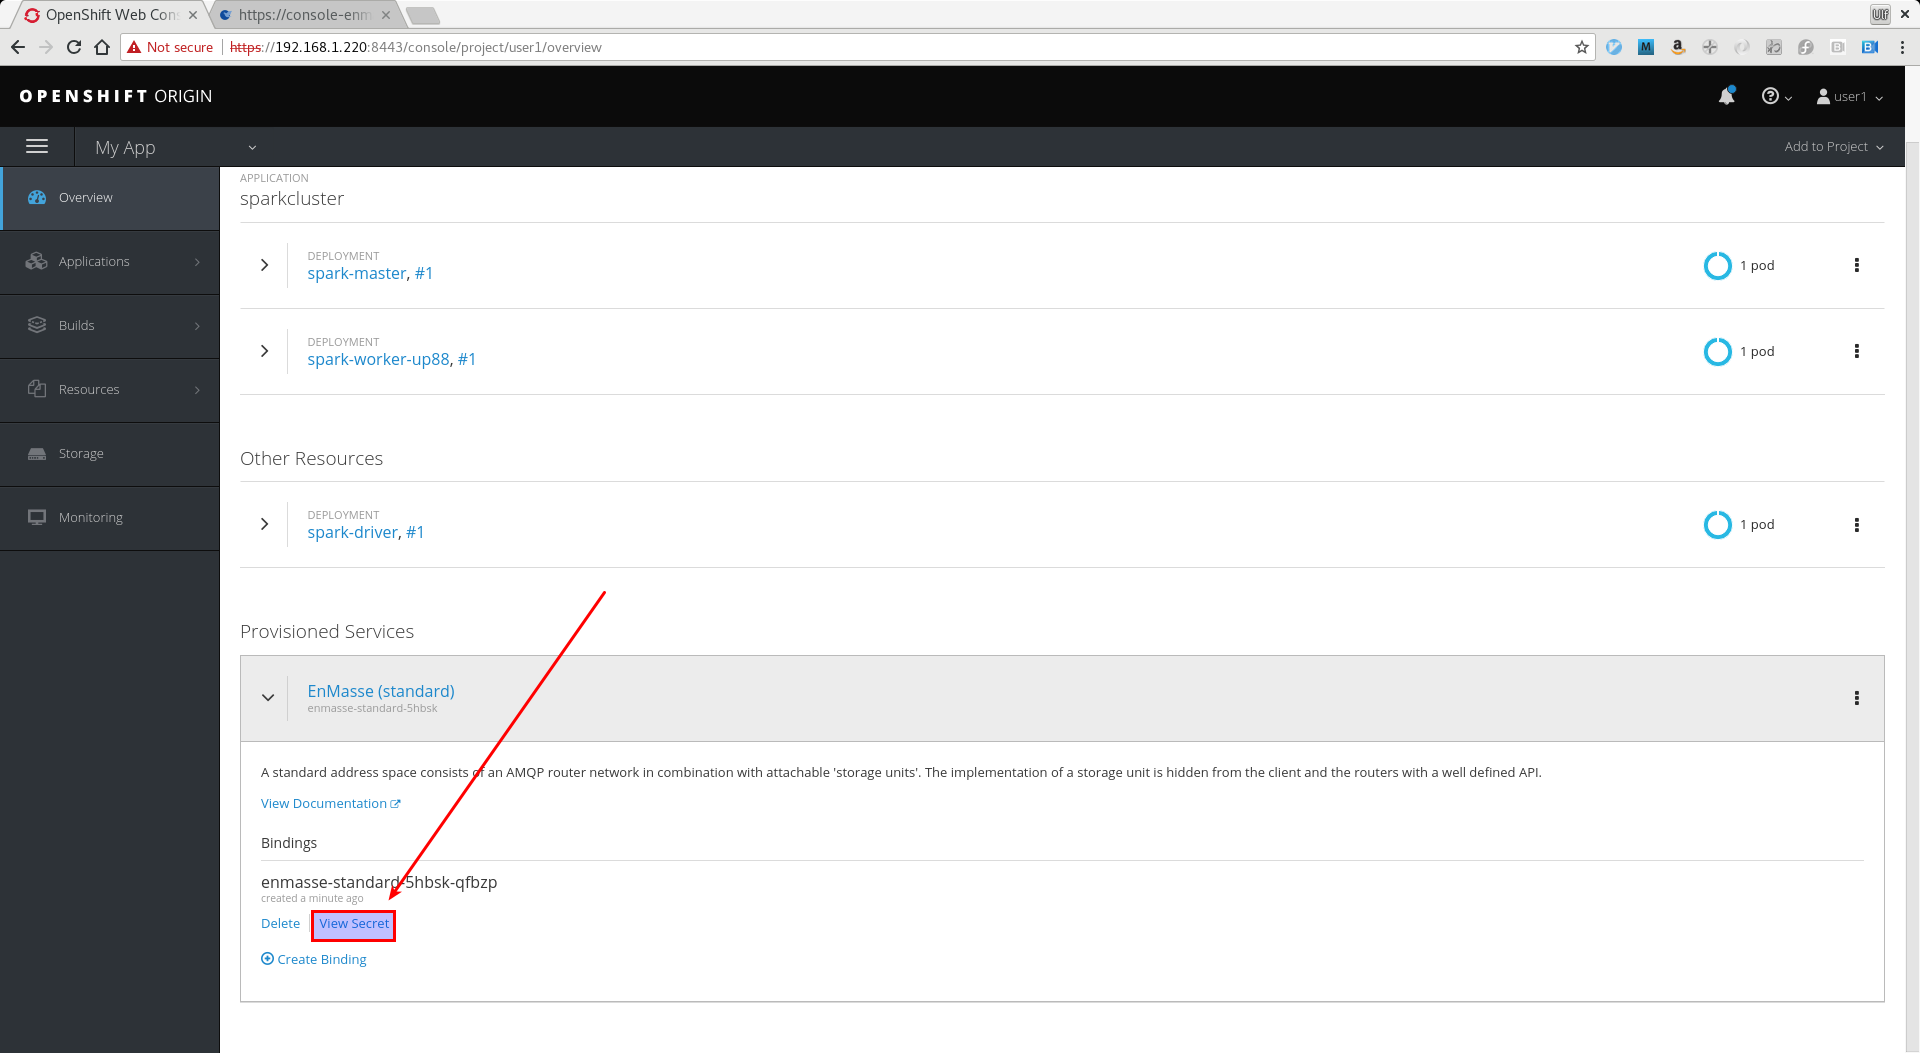 OpenShift Web Con
https://console-enm
Ulf
Not secure
https://192.168.1.220:8443/console/project/user1/overview
OPENSHIFT ORIGIN
user1
My App
Add to Project
Overview
Applications
Builds
Resources
Storage
Monitoring
APPLICATION
sparkcluster
DEPLOYMENT
spark-master, #1
1 pod
DEPLOYMENT
spark-worker-up88, #1
1 pod
Other Resources
DEPLOYMENT
spark-driver, #1
1 pod
Provisioned Services
EnMasse (standard)
enmasse-standard-5hbsk
A standard address space consists of an AMQP router network in combination with attachable 'storage units'. The implementation of a storage unit is hidden from the client and the routers with a well defined API.
View Documentation
Bindings
enmasse-standard-5hbsk-qfbzp
created a minute ago
Delete
View Secret
Create Binding